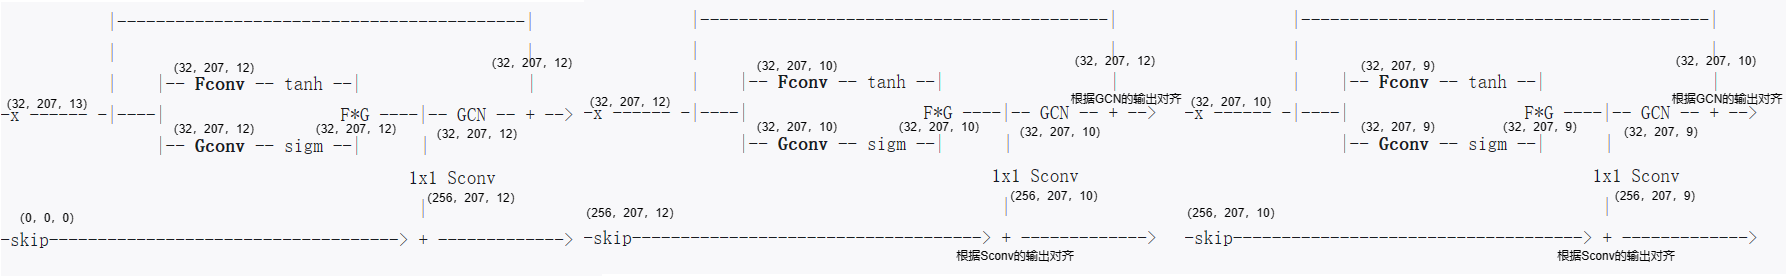 |------------------------------------------|
(32, 207, 12)
(32, 207, 12)
|-- Fconv -- tanh --|
(32, 207, 13)
-x ------ -|----| F*G ----|-- GCN -- + -->
(32, 207, 12) (32, 207, 12) (32, 207, 12)
|-- Gconv -- sigm --|
1x1 Sconv
(256, 207, 12)
(0, 0, 0)
-skip------------------------------------> + ------------->
|------------------------------------------|
(32, 207, 12)
(32, 207, 10)
|-- Fconv -- tanh --|
根据GCN的输出对齐
(32, 207, 12)
-x ------ -|----| F*G ----|-- GCN -- + -->
(32, 207, 10) (32, 207, 10) (32, 207, 10)
|-- Gconv -- sigm --|
1x1 Sconv
(256, 207, 10)
(256, 207, 12)
-skip-------------------------------------> + ------------->
根据Sconv的输出对齐
|------------------------------------------|
(32, 207, 10)
(32, 207, 9)
|-- Fconv -- tanh --|
根据GCN的输出对齐
(32, 207, 10)
-x ------ -|----| F*G ----|-- GCN -- + -->
(32, 207, 9) (32, 207, 9) (32, 207, 9)
|-- Gconv -- sigm --|
1x1 Sconv
(256, 207, 9)
(256, 207, 10)
-skip-------------------------------------> + ------------->
根据Sconv的输出对齐